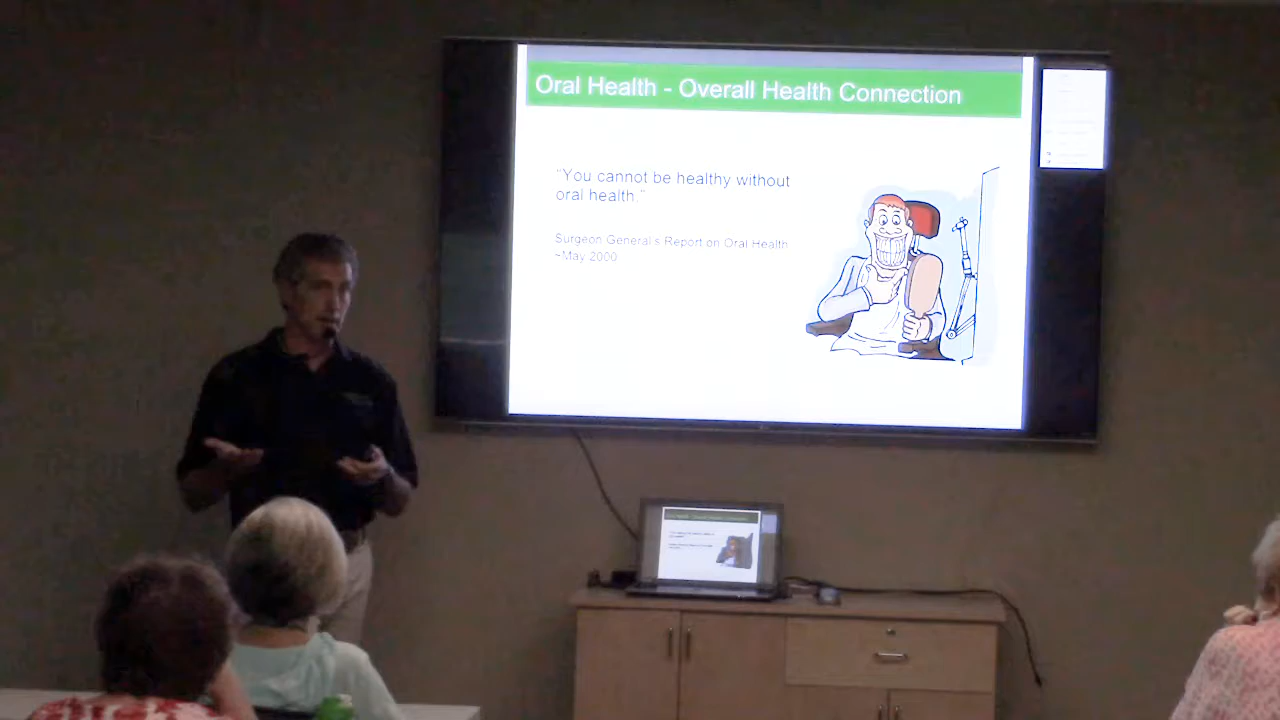 Oral Health - Overall Health Connection
"You cannot be healthy without
oral health."
Surgeon General's Report on Oral Health
~May 2000